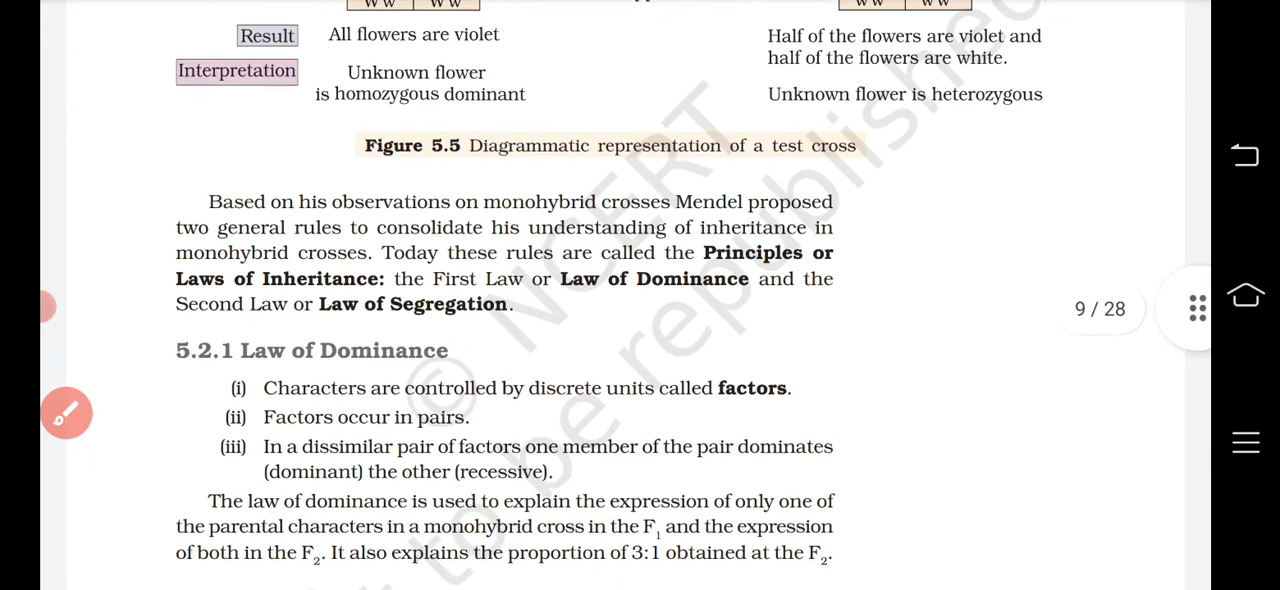 W w W w w w w w
Result All flowers are violet Half of the flowers are violet and
half of the flowers are white.
Interpretation Unknown flower
is homozygous dominant Unknown flower is heterozygous
Figure 5.5 Diagrammatic representation of a test cross
Based on his observations on monohybrid crosses Mendel proposed
two general rules to consolidate his understanding of inheritance in
monohybrid crosses. Today these rules are called the Principles or
Laws of Inheritance: the First Law or Law of Dominance and the
Second Law or Law of Segregation.
9 / 28
5.2.1 Law of Dominance
(i) Characters are controlled by discrete units called factors.
(ii) Factors occur in pairs.
(iii) In a dissimilar pair of factors one member of the pair dominates
(dominant) the other (recessive).
The law of dominance is used to explain the expression of only one of
the parental characters in a monohybrid cross in the F₁ and the expression
of both in the F₂. It also explains the proportion of 3:1 obtained at the F₂.
© NCERT
to be republished